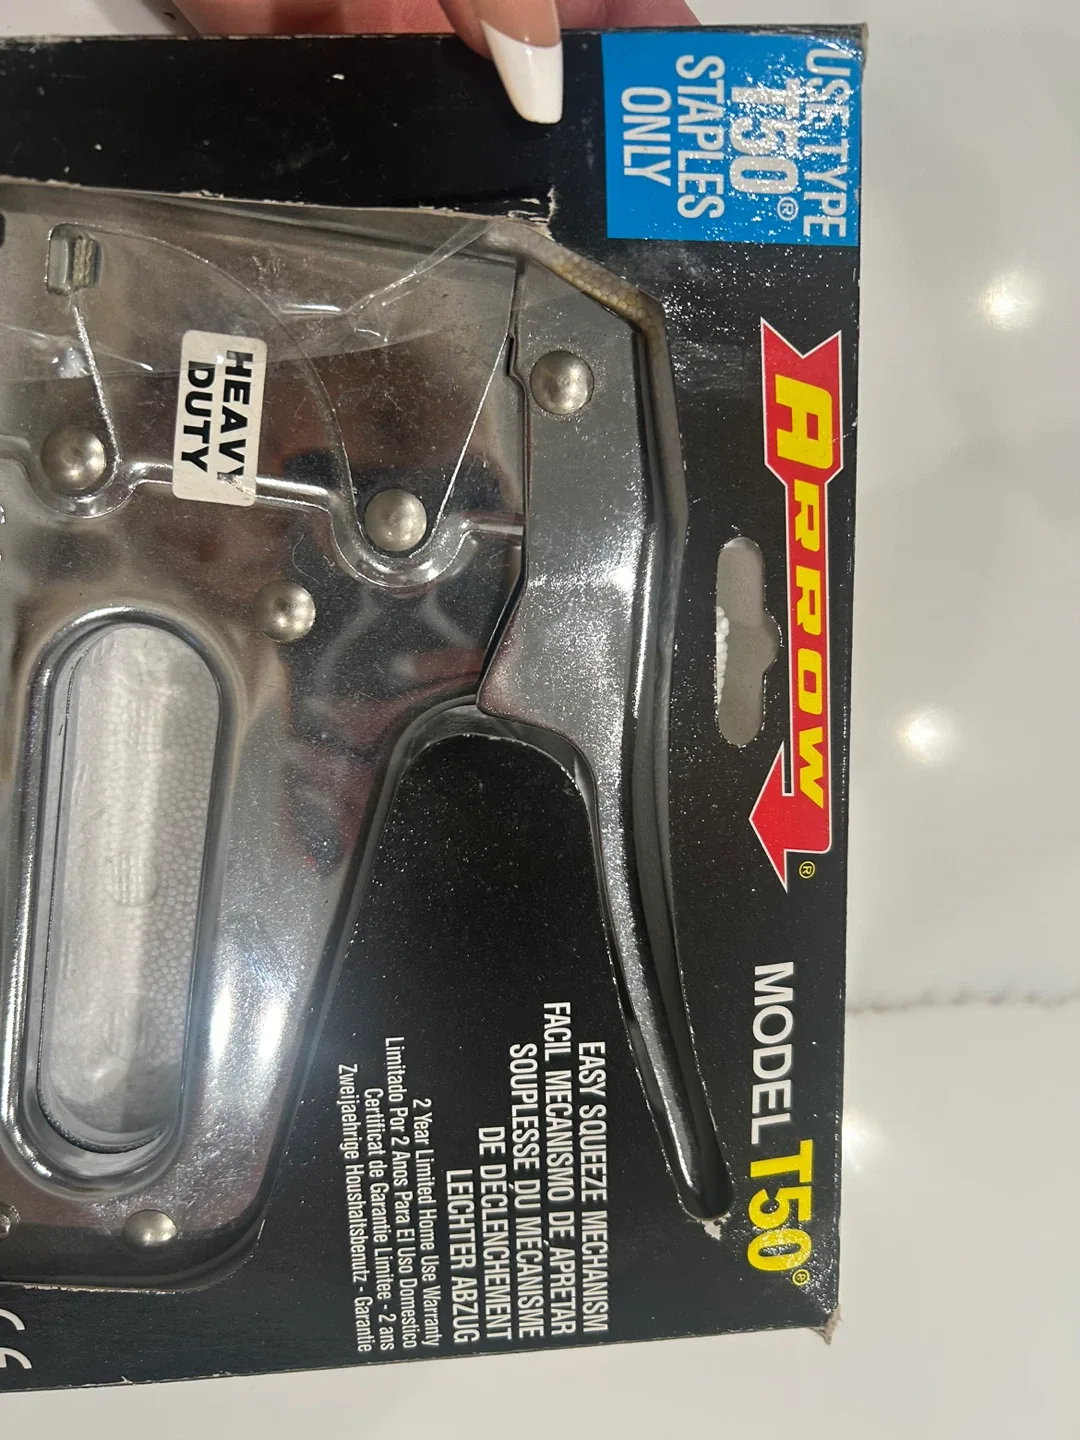 USE TYPE
T50®
STAPLES
ONLY
ARROW®
MODEL T50®
HEAVY
DUTY
EASY SQUEEZE MECHANISM
FACIL MECANISMO DE APRETAR
SOUPLESSE DU MÉCANISME
DE DÉCLENCHEMENT
LEICHTER ABZUG
2 Year Limited Home Use Warranty
Limitado Por 2 Anos Para El Uso Domestico
Certificat de Garantie Limitee - 2 ans
Zweijaehrige Houshaltsbenutz - Garantie
CE